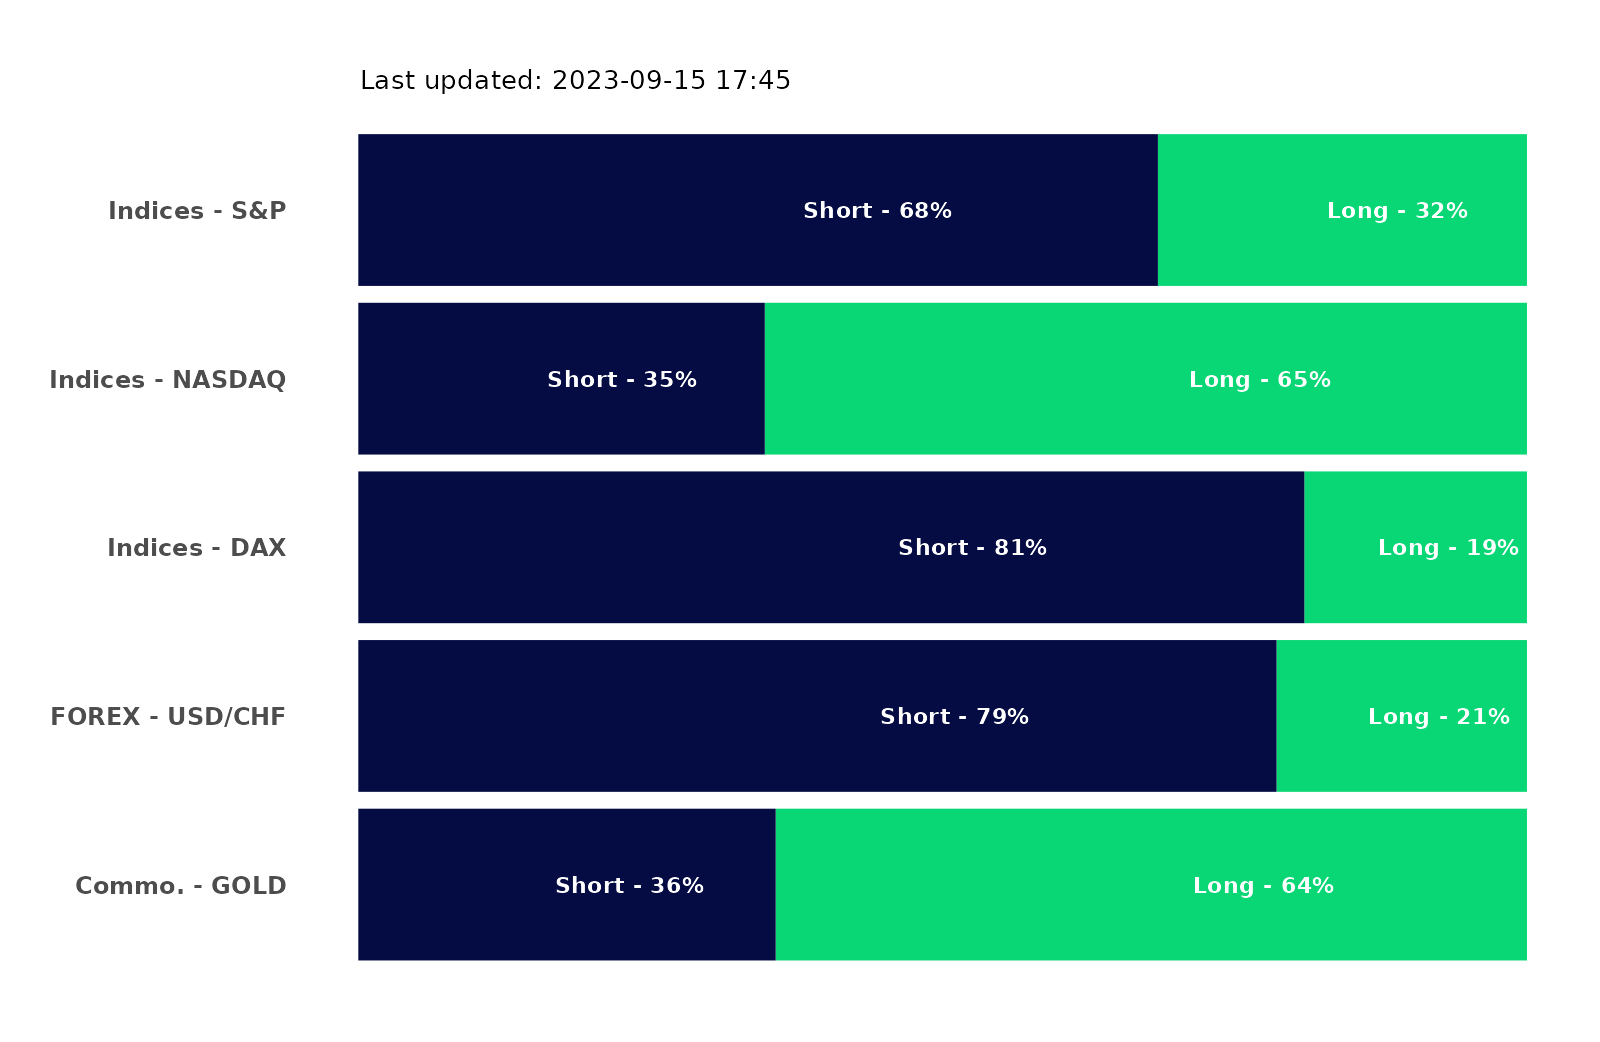 Last updated: 2023-09-15 17:45
Indices - S&P Short - 68% Long - 32%
Indices - NASDAQ Short - 35% Long - 65%
Indices - DAX Short - 81% Long - 19%
FOREX - USD/CHF Short - 79% Long - 21%
Commo. - GOLD Short - 36% Long - 64%